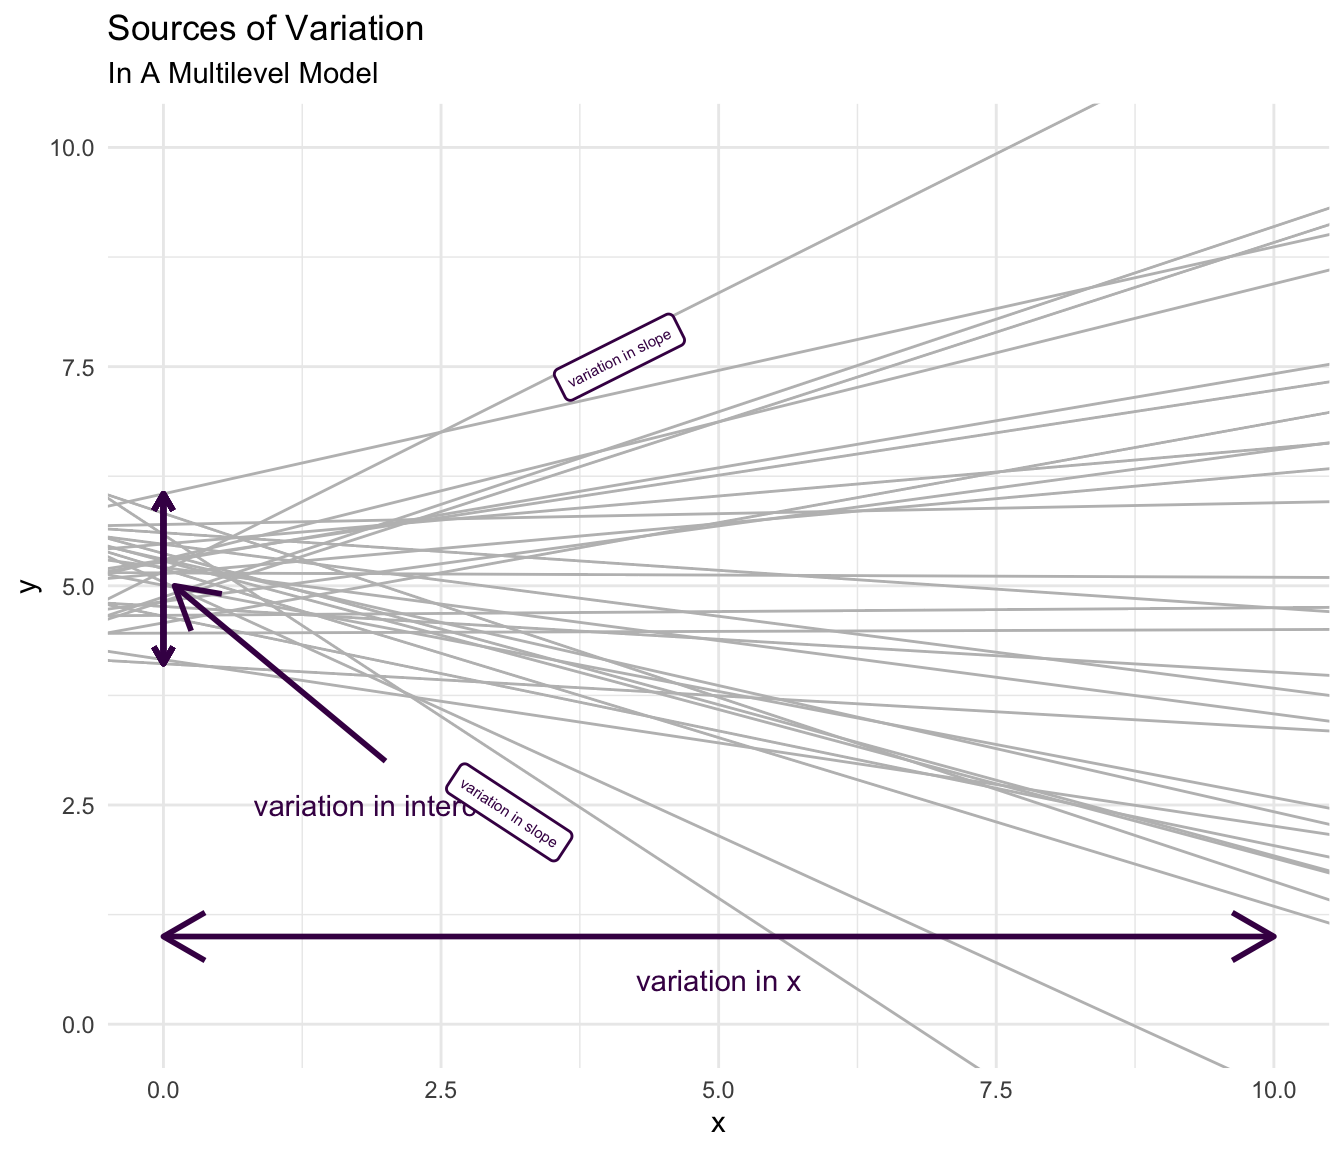 Sources of Variation
In A Multilevel Model
10.0
7.5
5.0
2.5
0.0
y
variation in slope
variation in
variation in slope
variation in x
0.0
2.5
5.0
7.5
10.0
x